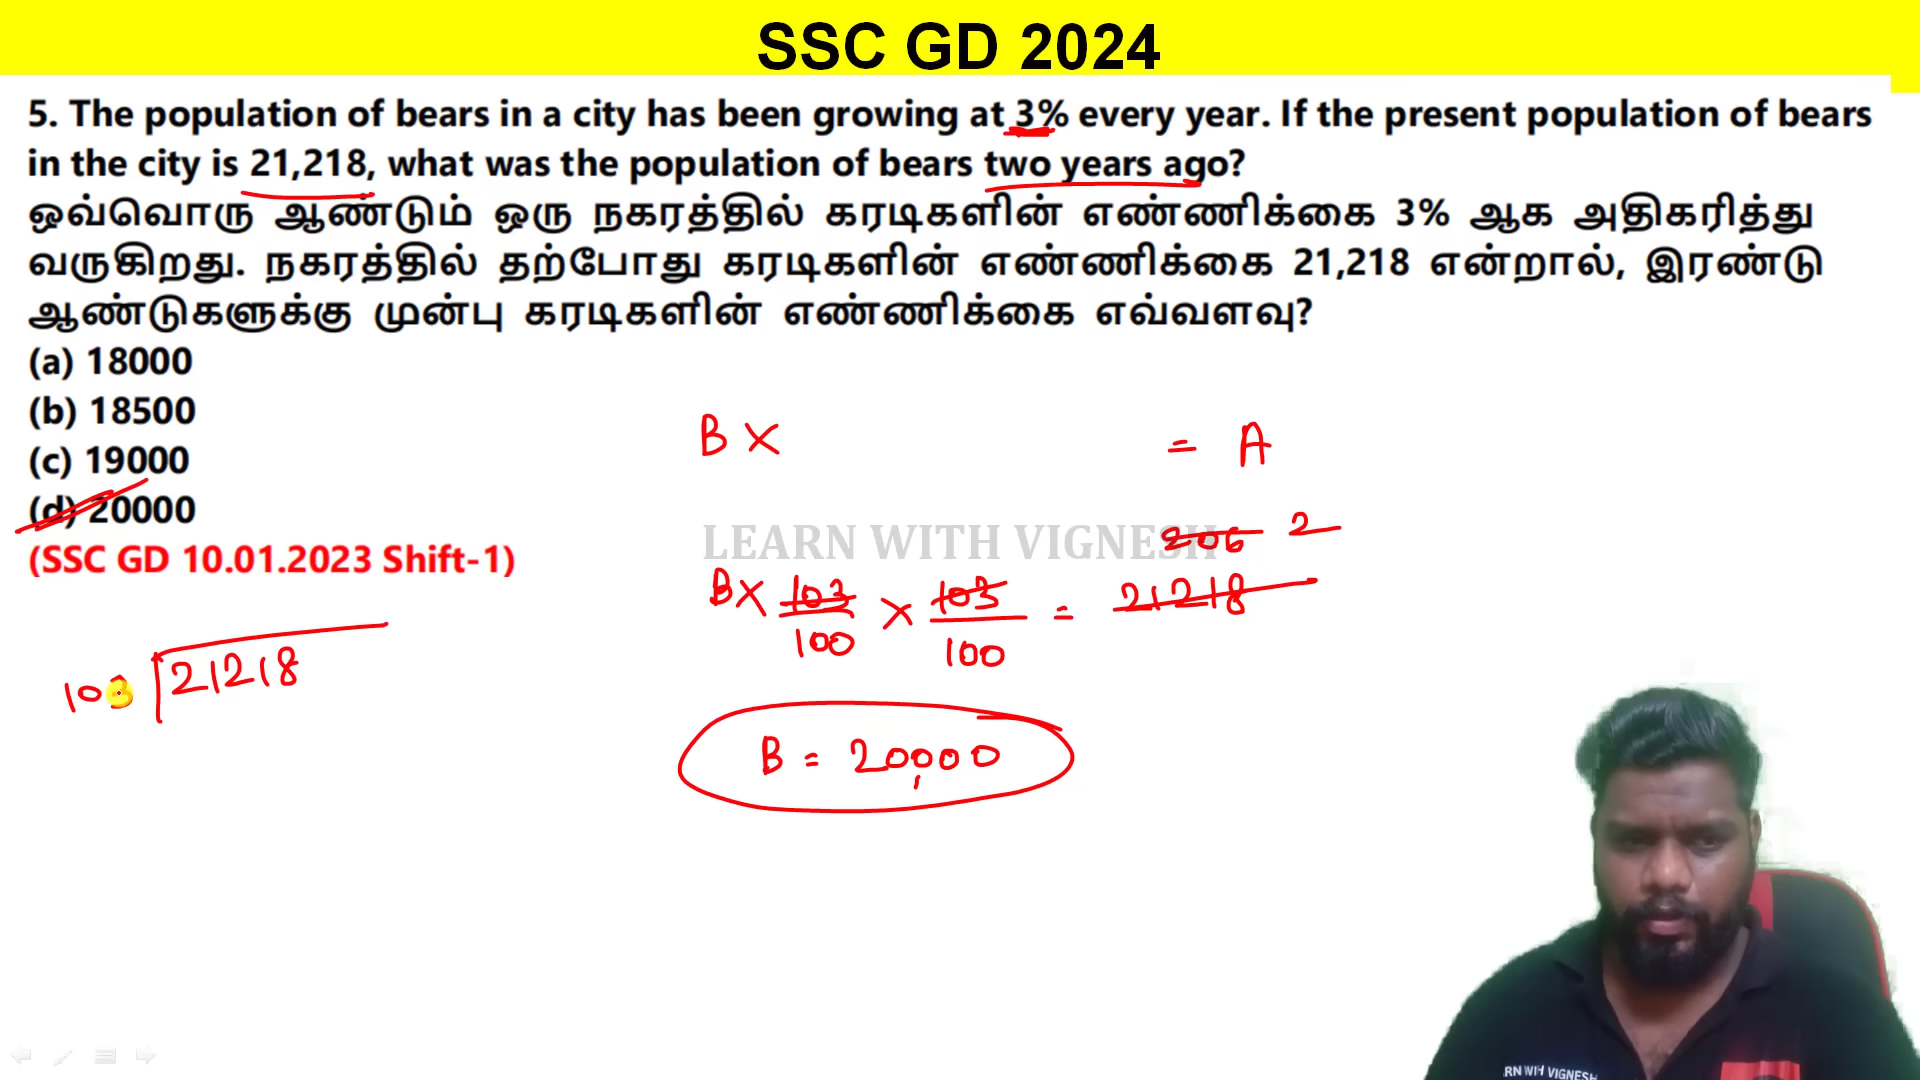 SSC GD 2024
5. The population of bears in a city has been growing at 3% every year. If the present population of bears
in the city is 21,218, what was the population of bears two years ago?
ஒவ்வொரு ஆண்டும் ஒரு நகரத்தில் கரடிகளின் எண்ணிக்கை 3% ஆக அதிகரித்து
வருகிறது. நகரத்தில் தற்போது கரடிகளின் எண்ணிக்கை 21,218 என்றால், இரண்டு
ஆண்டுகளுக்கு முன்பு கரடிகளின் எண்ணிக்கை எவ்வளவு?
(a) 18000
(b) 18500
(c) 19000
(d) 20000
(SSC GD 10.01.2023 Shift-1)
B × = A
LEARN WITH VIGNESH
206 2
B × 103/100 × 103/100 = 21218
103 21218
B = 20,000
RN WITH VIGNESH